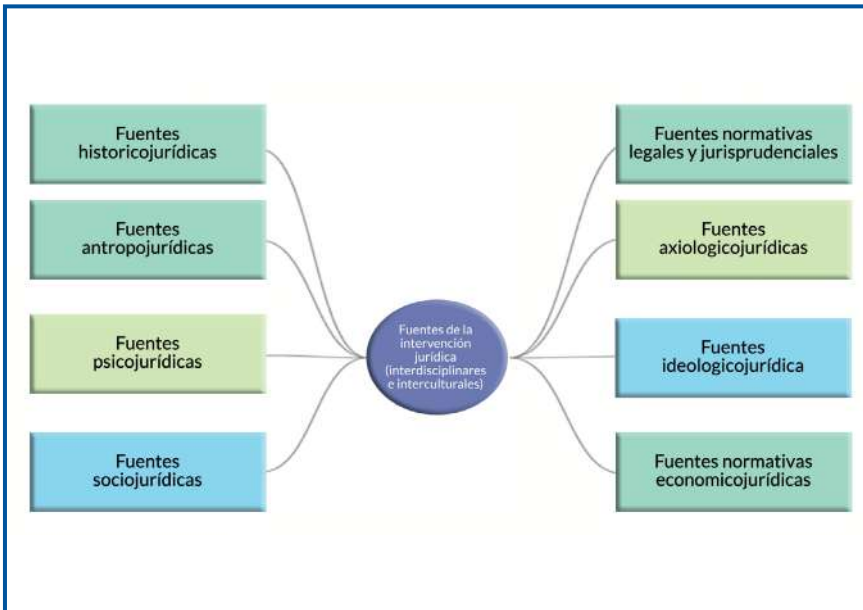 Fuentes
historicojurídicas
Fuentes
antropojurídicas
Fuentes
psicojurídicas
Fuentes
sociojurídicas
Fuentes de la
intervención
jurídica
(interdisciplinares
e interculturales)
Fuentes normativas
legales y jurisprudenciales
Fuentes
axiologicojurídicas
Fuentes
ideologicojurídica
Fuentes normativas
economicojurídicas